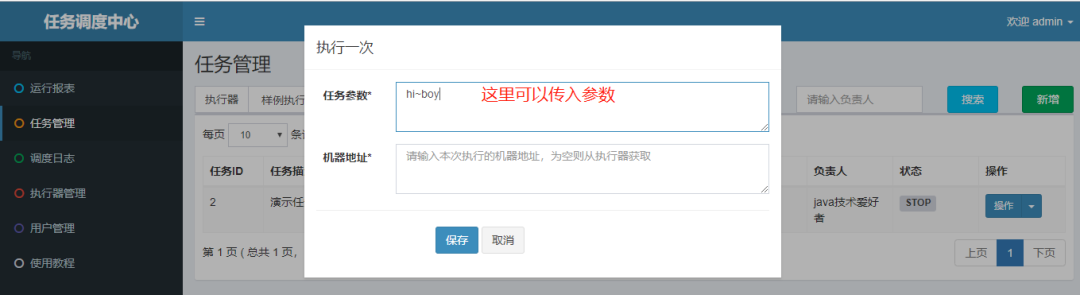 任务调度中心
欢迎 admin
导航
运行报表
任务管理
调度日志
执行器管理
用户管理
使用教程
任务管理
执行器
样例执行
请输入负责人
搜索
新增
每页 10 条
任务ID 任务描 负责人 状态 操作
2 演示任 java技术爱好者 STOP 操作
第 1 页 ( 总共 1 页,
上页 1 下页
执行一次
任务参数* hi~boy 这里可以传入参数
机器地址* 请输入本次执行的机器地址,为空则从执行器获取
保存 取消